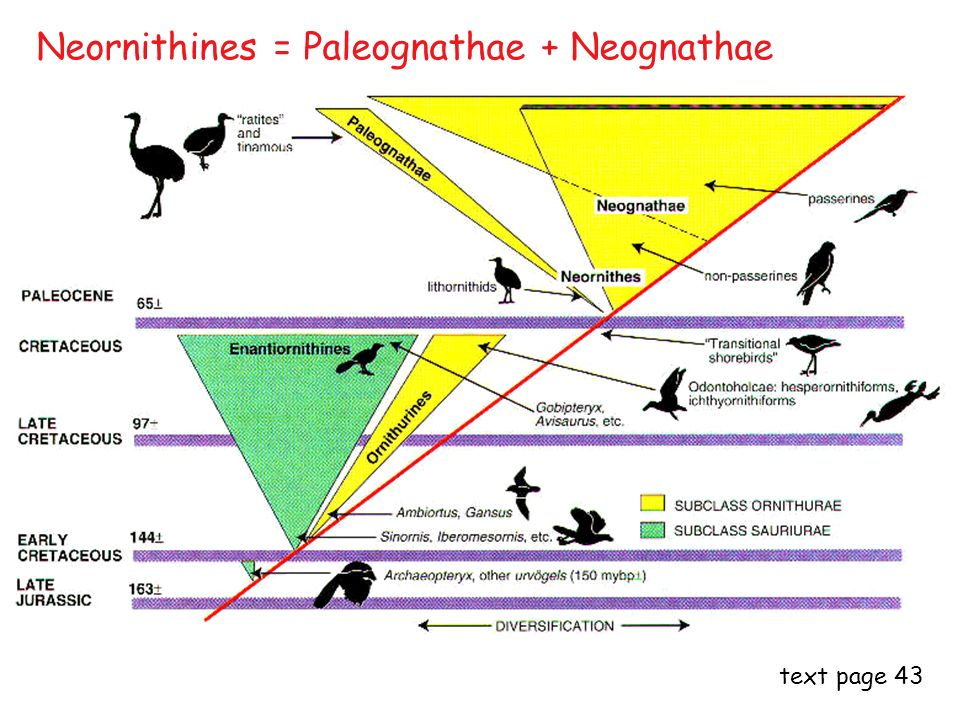 Neornithines = Paleognathae + Neognathae
"ratites"
and
tinamous
Paleognathae
Neognathae
passerines
lithornithids
Neornithes
non-passerines
PALEOCENE
65±
CRETACEOUS
Enantiornithines
"Transitional
shorebirds"
Odontoholcae: hesperornithiforms,
ichthyornithiforms
Gobipteryx,
Avisaurus, etc.
Ornithurines
LATE
CRETACEOUS
97±
Ambiortus, Gansus
SUBCLASS ORNITHURAE
EARLY
CRETACEOUS
144±
Sinornis, Iberomesornis, etc.
SUBCLASS SAURIURAE
LATE
JURASSIC
163±
Archaeopteryx, other urvögels (150 mybp±)
DIVERSIFICATION
text page 43